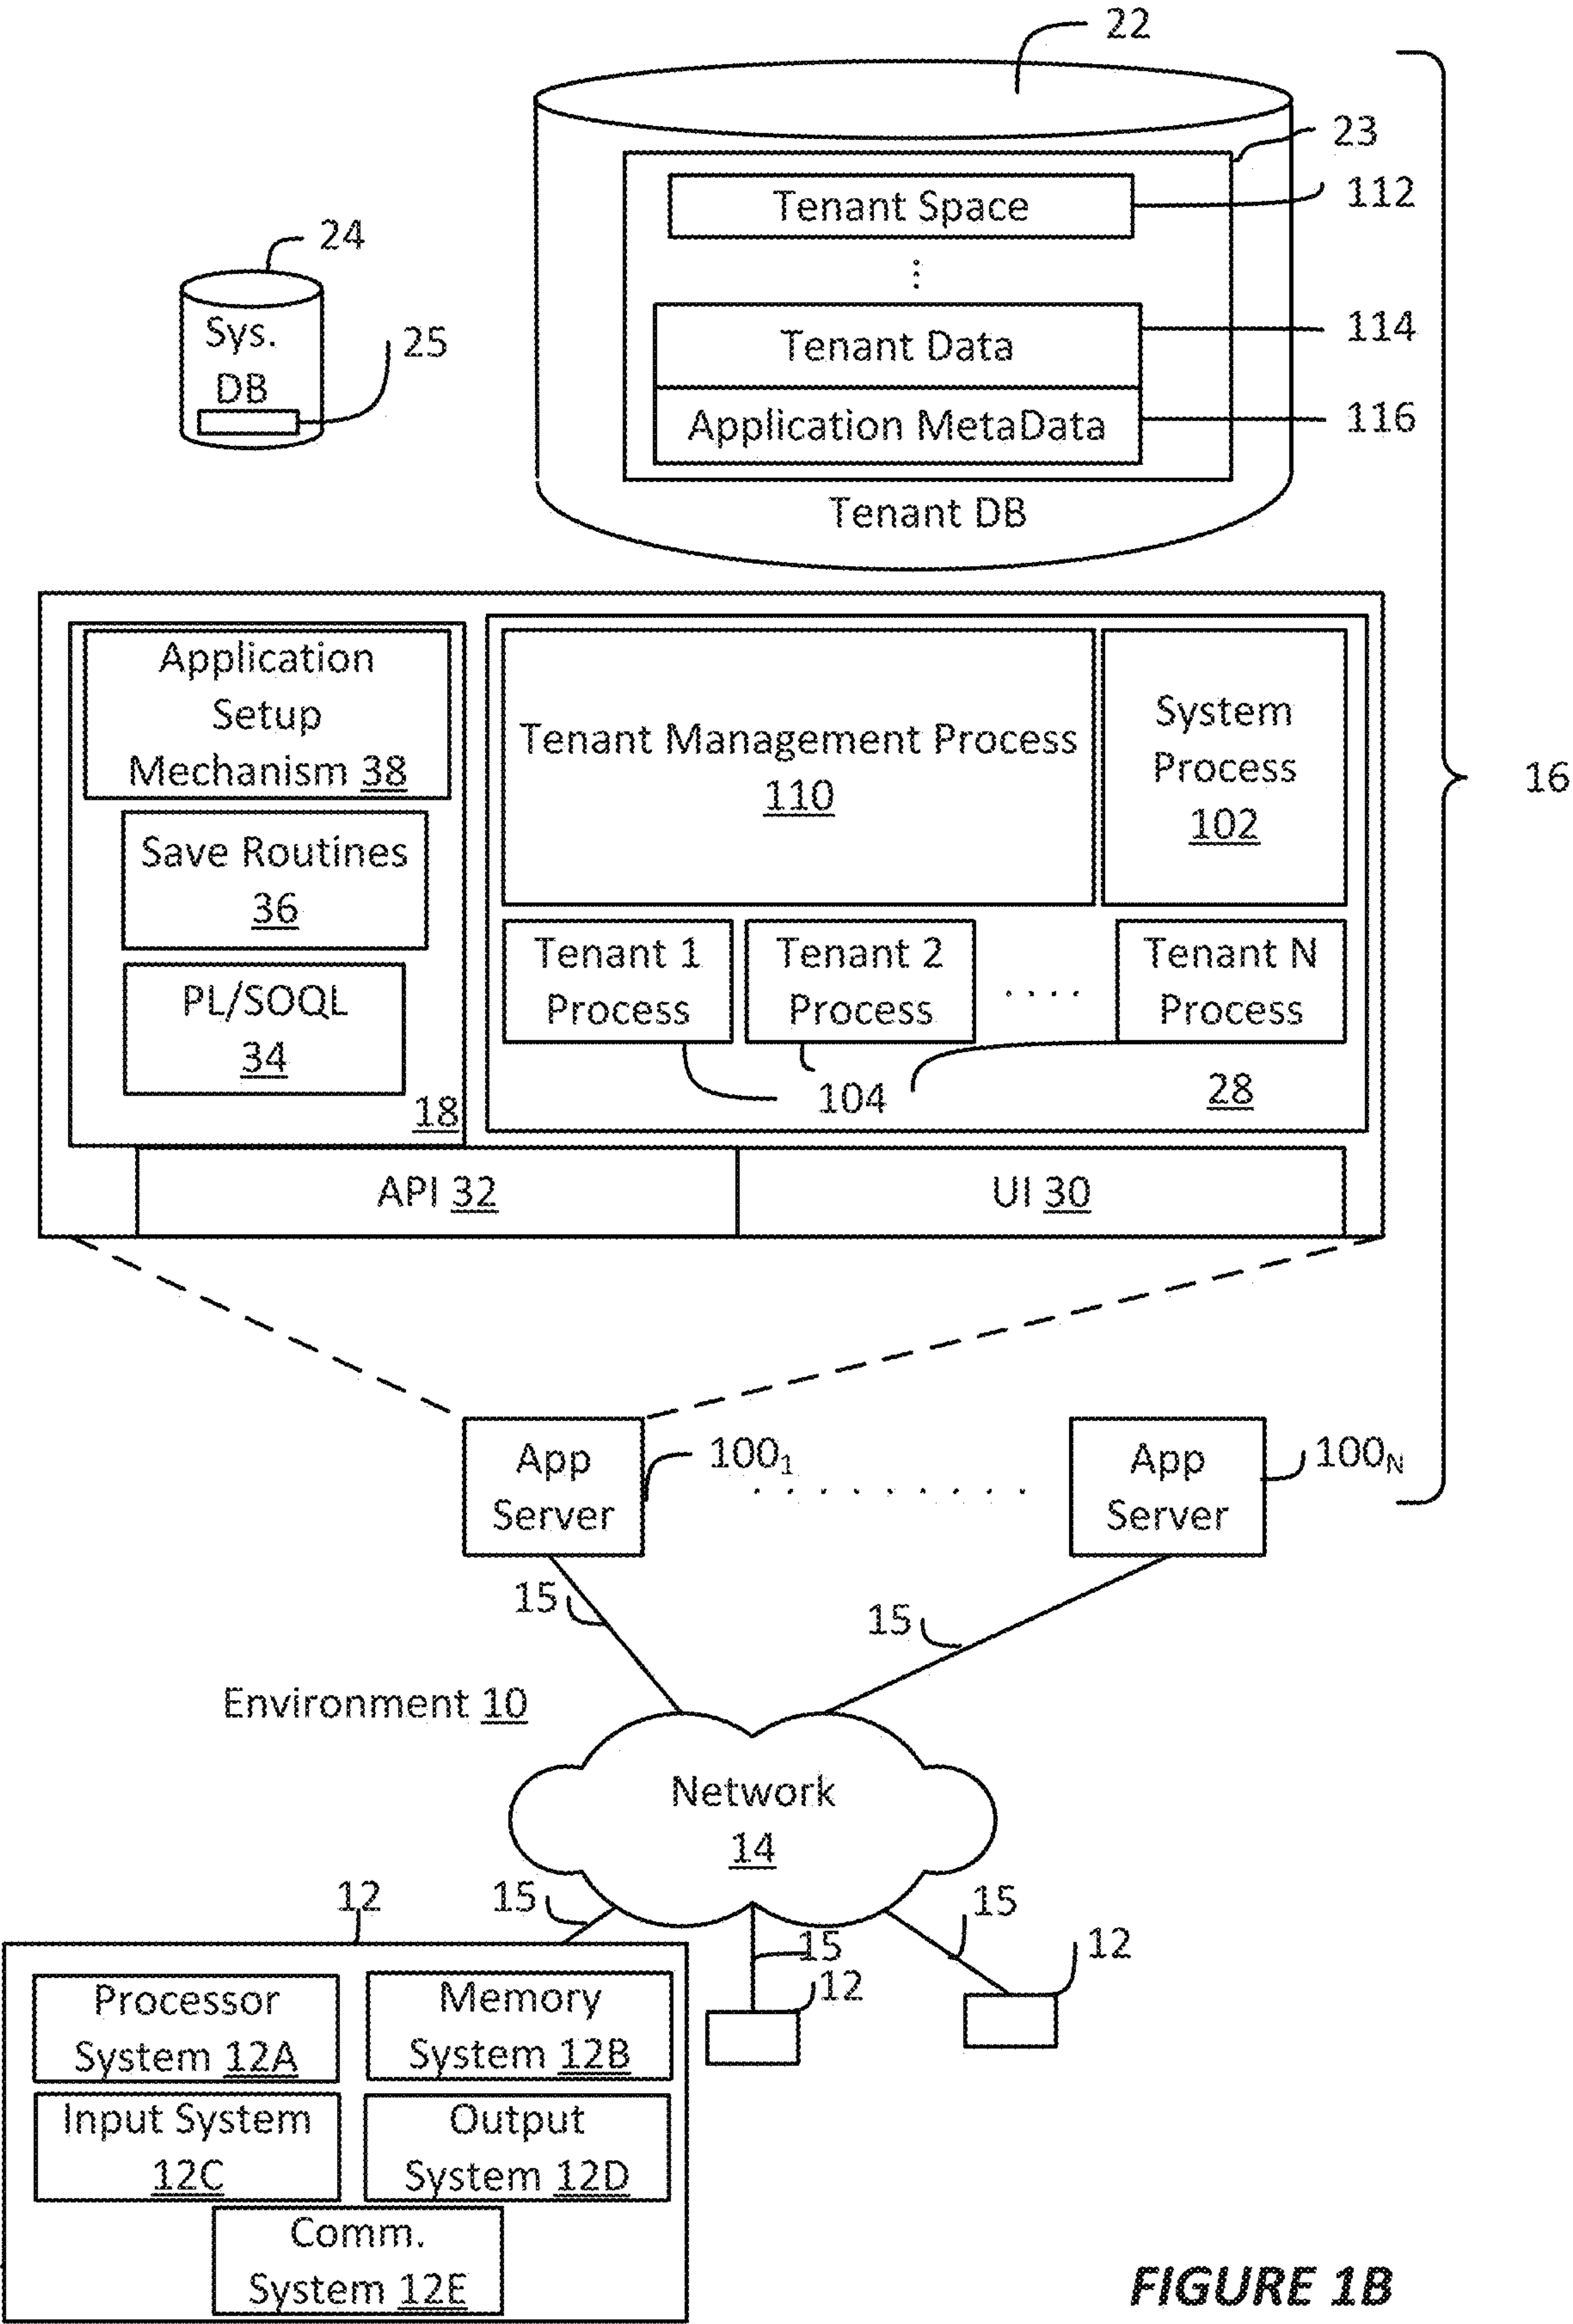 22
23
Tenant Space
112
24
⋮
Sys.
DB
25
Tenant Data
114
Application MetaData
116
Tenant DB
Application
Setup
Mechanism 38
Tenant Management Process
110
System
Process
102
16
Save Routines
36
Tenant 1
Process
Tenant 2
Process
. . . .
Tenant N
Process
PL/SOQL
34
104
28
18
API 32
UI 30
App
Server
100₁
. . . . . . . . .
App
Server
100N
15
15
Environment 10
Network
14
12
15
15
15
12
12
Processor
System 12A
Memory
System 12B
Input System
12C
Output
System 12D
Comm.
System 12E
FIGURE 1B